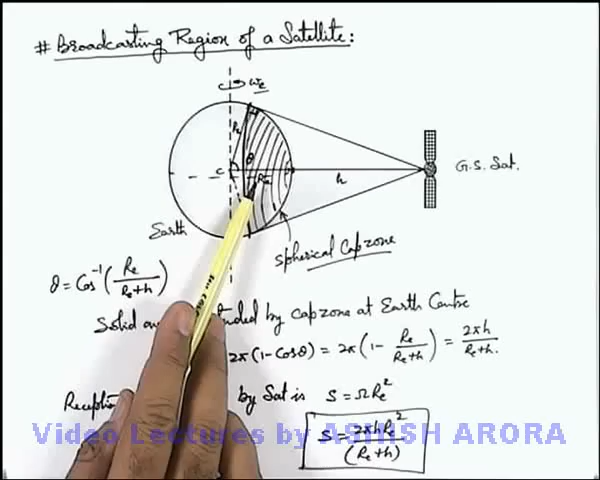 # Broadcasting Region of a Satellite:
ωe
h
θ
C
Re
h
G.S. Sat.
Earth
spherical Cap zone
θ = Cos⁻¹(Re/(Re+h))
Solid by cap zone at Earth Centre
2π(1-Cosθ) = 2π(1 - Re/(Re+h)) = 2πh/(Re+h).
by Sat is S = ΩRe²
S = 2πhRe²/(Re+h)
Video Lectures by ASHISH ARORA